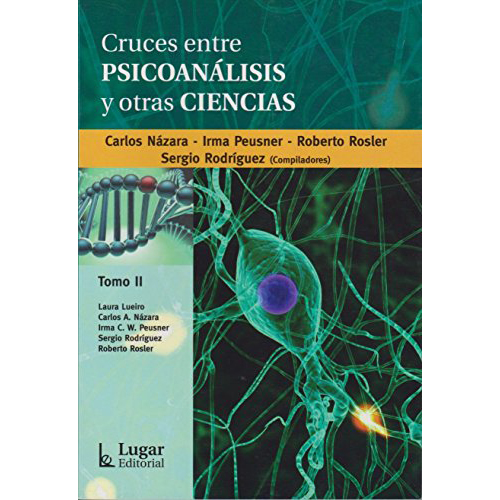 Cruces entre
PSICOANÁLISIS
y otras CIENCIAS
Carlos Názara - Irma Peusner - Roberto Rosler
Sergio Rodríguez (Compiladores)
Tomo II
Laura Lueiro
Carlos A. Názara
Irma C. W. Peusner
Sergio Rodríguez
Roberto Rosler
Le Lugar
Editorial